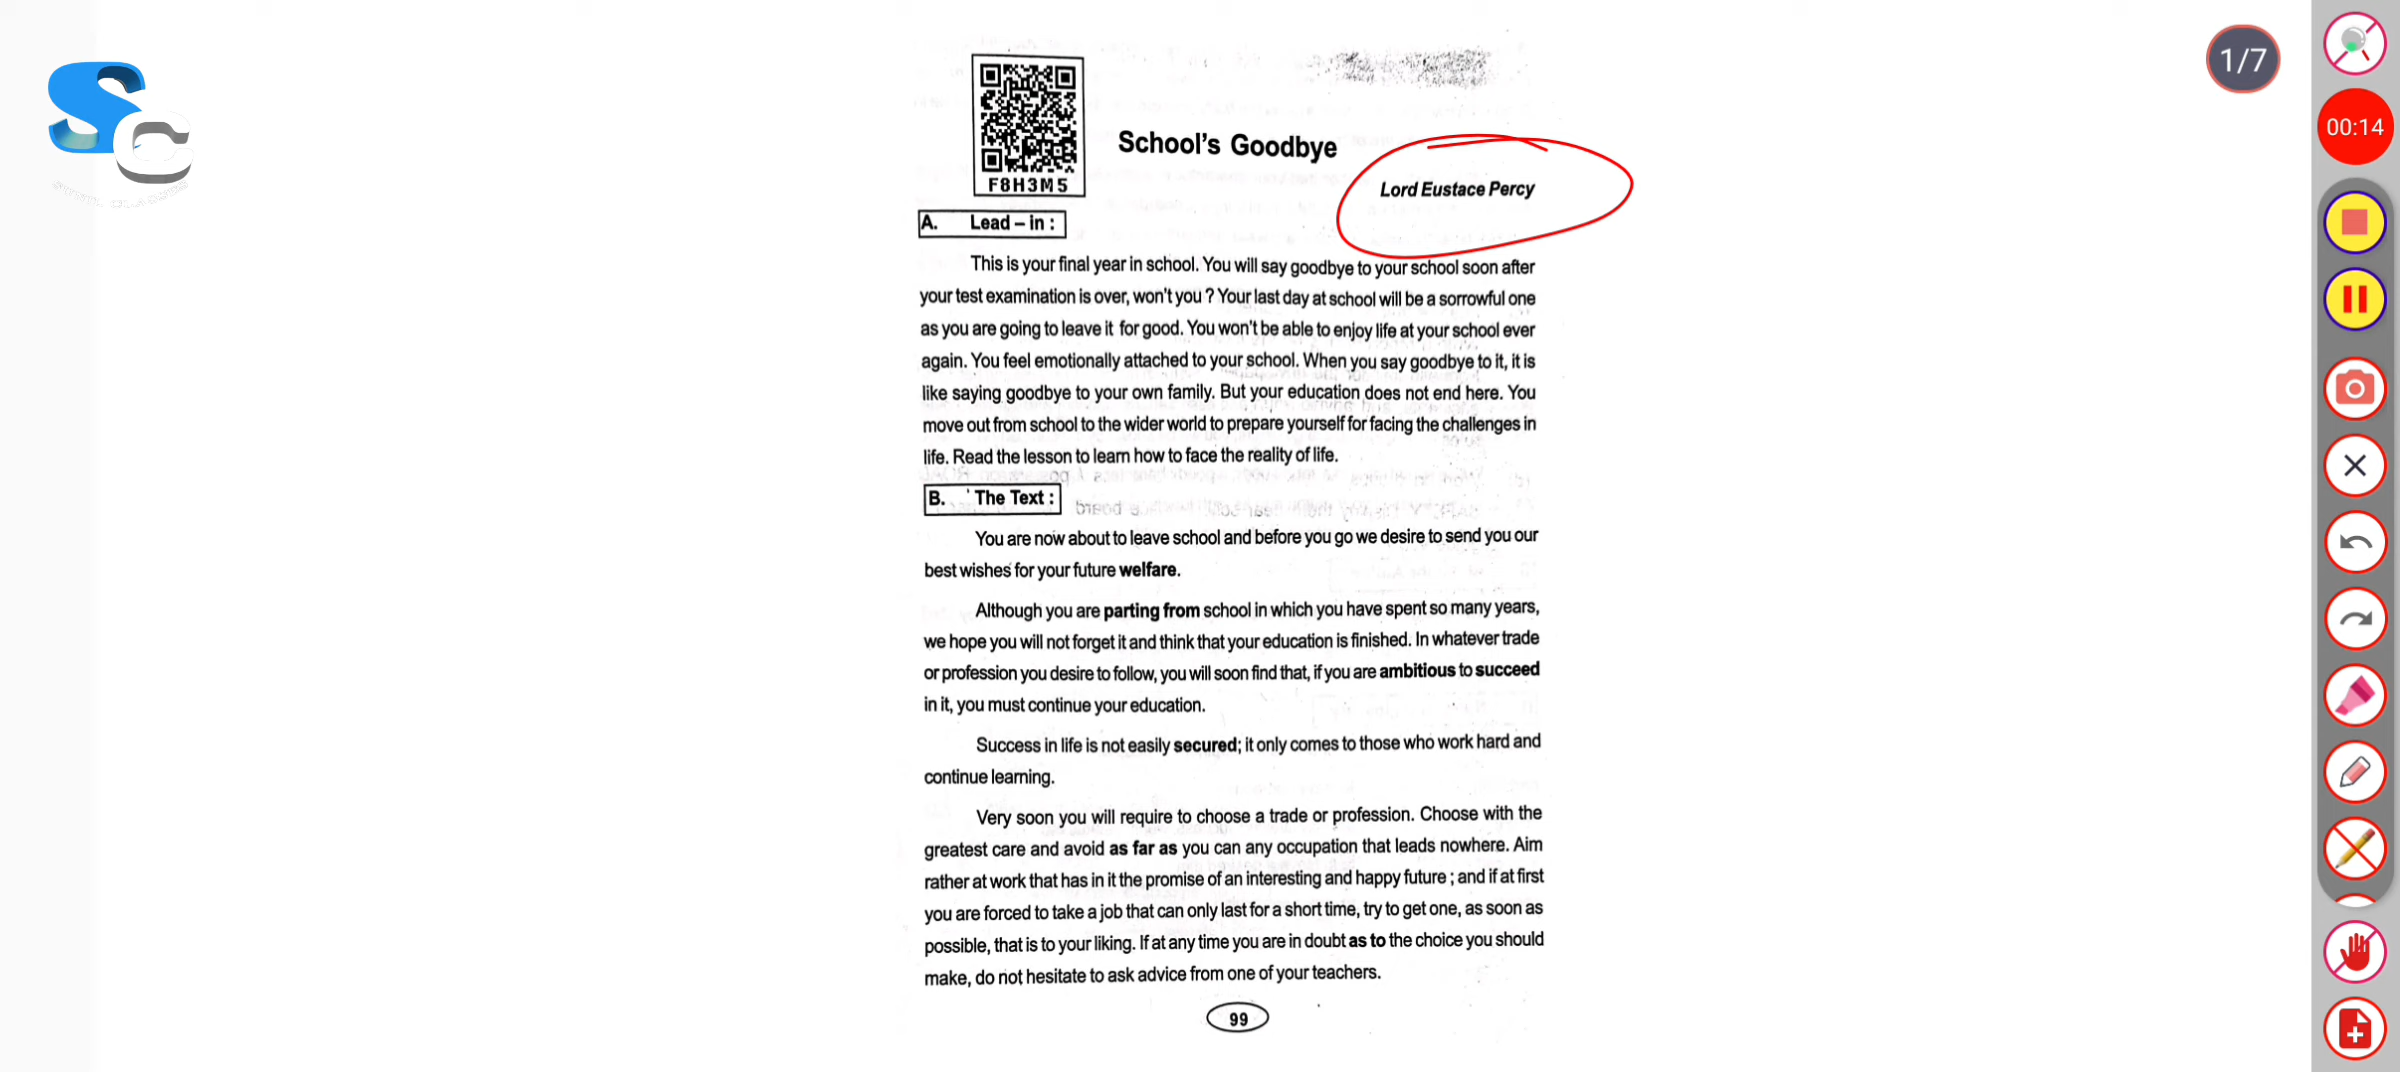 1/7
00:14
SC
F8H3M5
School's Goodbye
Lord Eustace Percy
A. Lead – in :
This is your final year in school. You will say goodbye to your school soon after
your test examination is over, won't you ? Your last day at school will be a sorrowful one
as you are going to leave it for good. You won't be able to enjoy life at your school ever
again. You feel emotionally attached to your school. When you say goodbye to it, it is
like saying goodbye to your own family. But your education does not end here. You
move out from school to the wider world to prepare yourself for facing the challenges in
life. Read the lesson to learn how to face the reality of life.
B. The Text :
You are now about to leave school and before you go we desire to send you our
best wishes for your future welfare.
Although you are parting from school in which you have spent so many years,
we hope you will not forget it and think that your education is finished. In whatever trade
or profession you desire to follow, you will soon find that, if you are ambitious to succeed
in it, you must continue your education.
Success in life is not easily secured; it only comes to those who work hard and
continue learning.
Very soon you will require to choose a trade or profession. Choose with the
greatest care and avoid as far as you can any occupation that leads nowhere. Aim
rather at work that has in it the promise of an interesting and happy future ; and if at first
you are forced to take a job that can only last for a short time, try to get one, as soon as
possible, that is to your liking. If at any time you are in doubt as to the choice you should
make, do not hesitate to ask advice from one of your teachers.
99